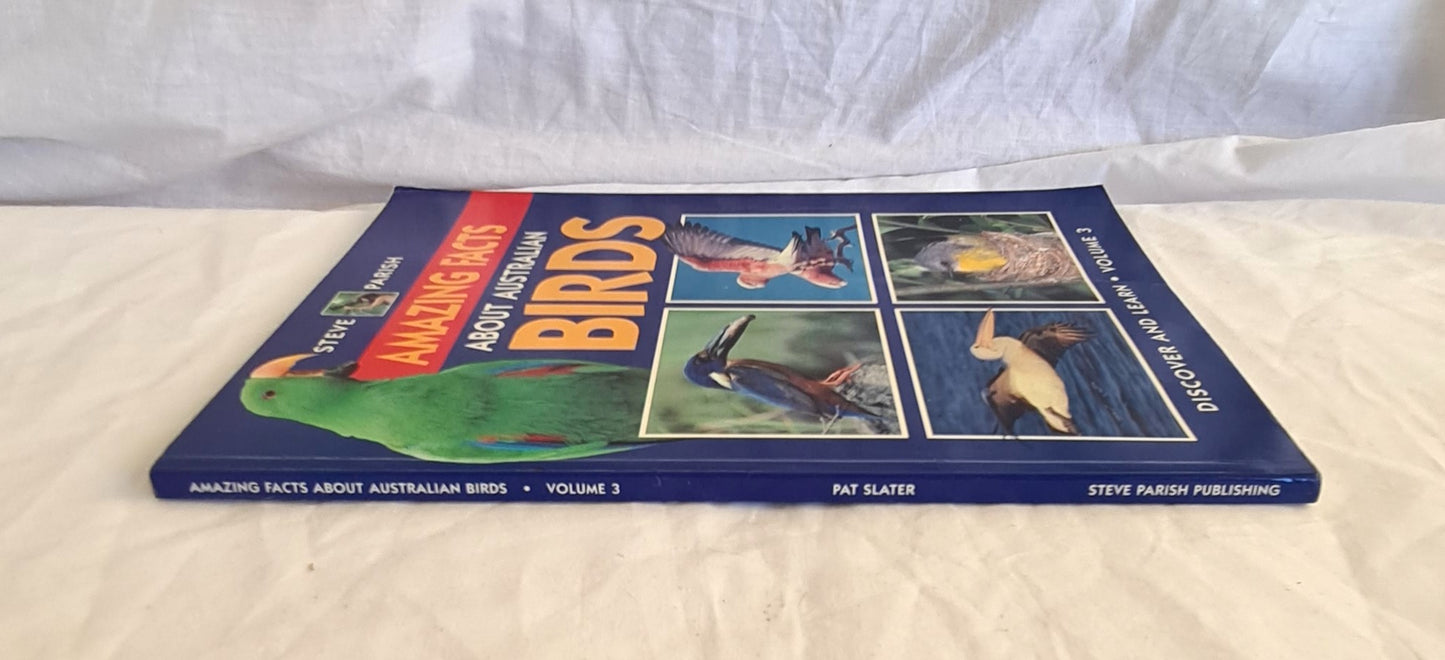 STEVE PARISH
AMAZING FACTS
ABOUT AUSTRALIAN
BIRDS
DISCOVER AND LEARN • VOLUME 3
AMAZING FACTS ABOUT AUSTRALIAN BIRDS • VOLUME 3 PAT SLATER STEVE PARISH PUBLISHING